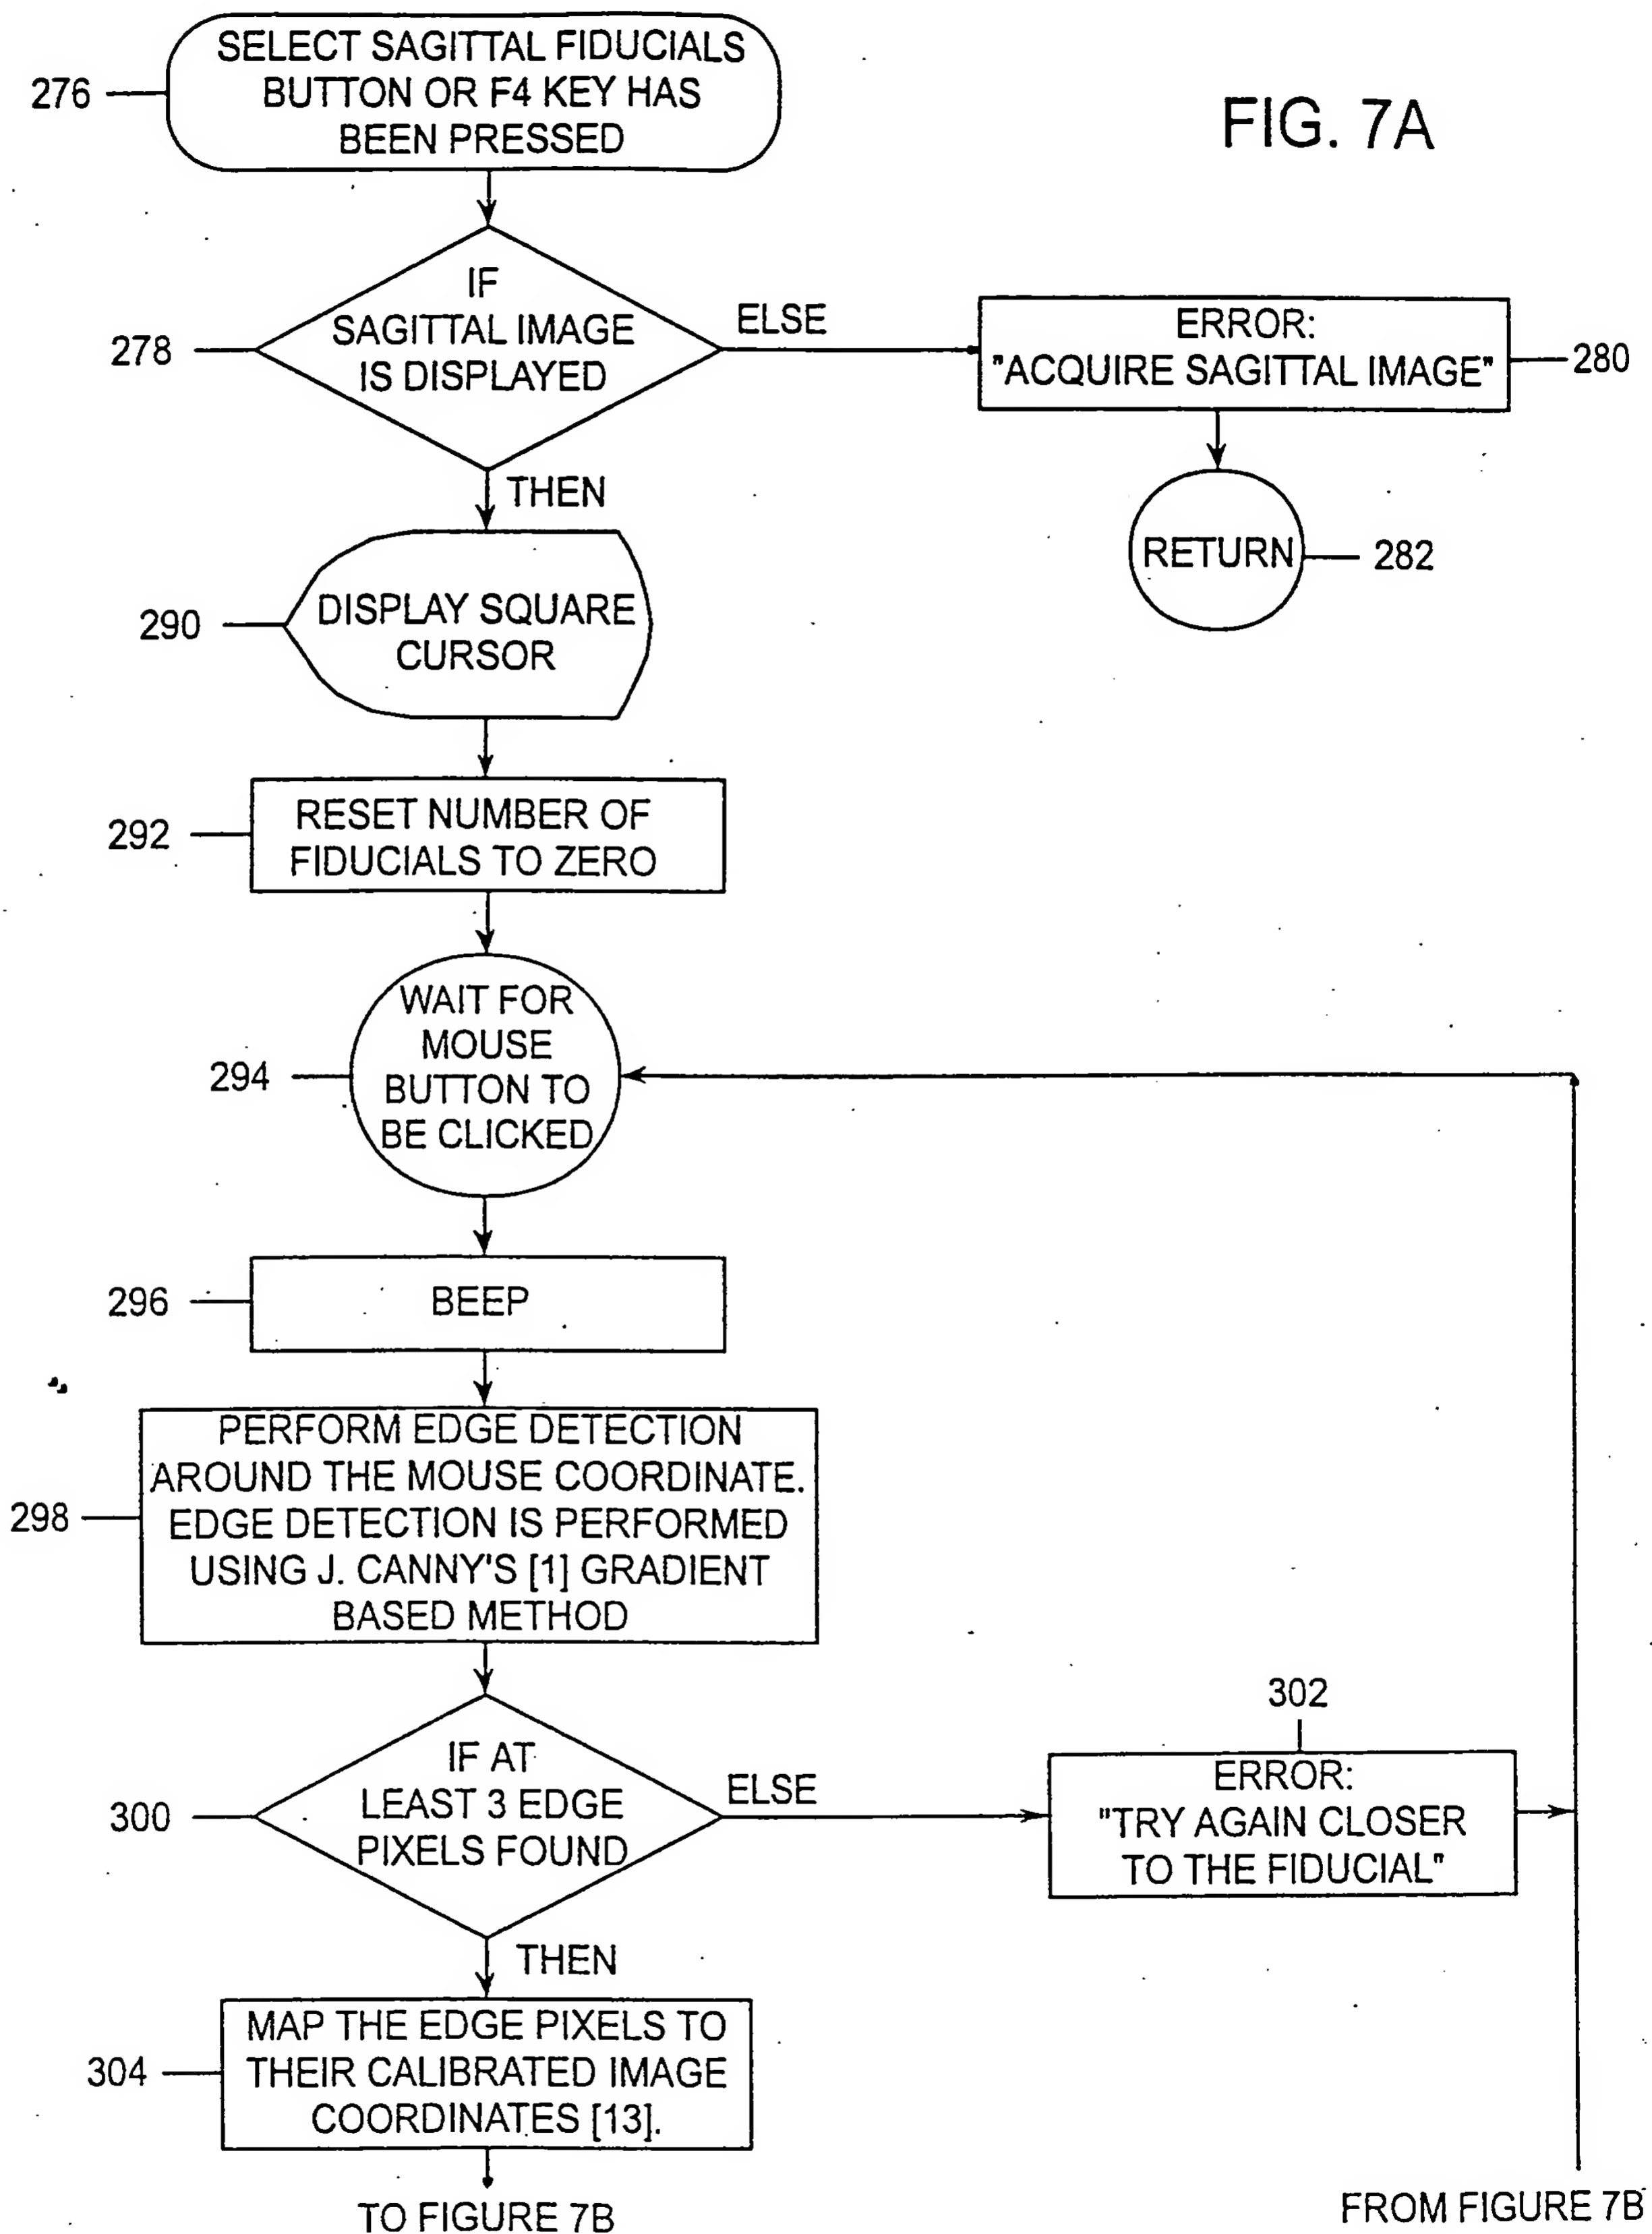 SELECT SAGITTAL FIDUCIALS
BUTTON OR F4 KEY HAS
BEEN PRESSED
276
FIG. 7A
IF
SAGITTAL IMAGE
IS DISPLAYED
278
ELSE
ERROR:
"ACQUIRE SAGITTAL IMAGE"
280
THEN
RETURN
282
DISPLAY SQUARE
CURSOR
290
RESET NUMBER OF
FIDUCIALS TO ZERO
292
WAIT FOR
MOUSE
BUTTON TO
BE CLICKED
294
BEEP
296
PERFORM EDGE DETECTION
AROUND THE MOUSE COORDINATE.
EDGE DETECTION IS PERFORMED
USING J. CANNY'S [1] GRADIENT
BASED METHOD
298
IF AT
LEAST 3 EDGE
PIXELS FOUND
300
ELSE
302
ERROR:
"TRY AGAIN CLOSER
TO THE FIDUCIAL"
THEN
MAP THE EDGE PIXELS TO
THEIR CALIBRATED IMAGE
COORDINATES [13].
304
TO FIGURE 7B
FROM FIGURE 7B